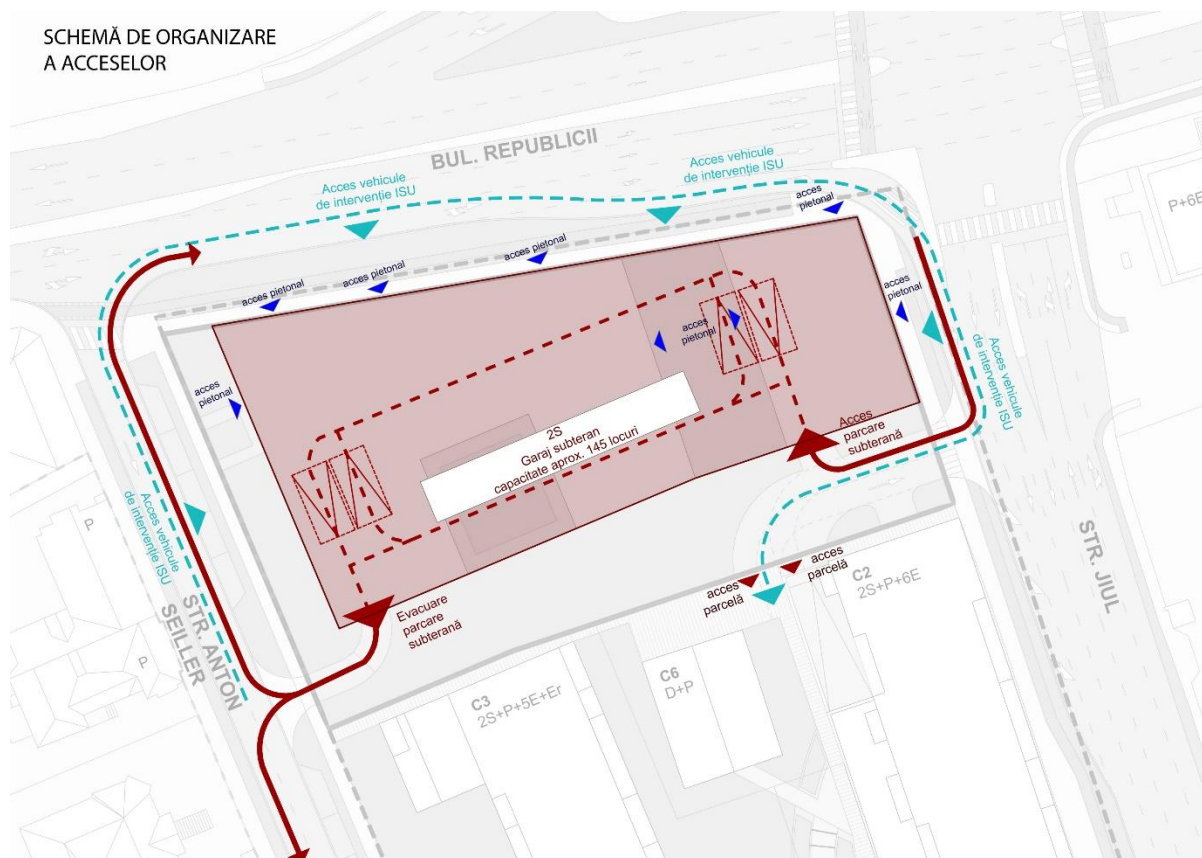 SCHEMĂ DE ORGANIZARE
A ACCESELOR
BUL. REPUBLICII
Acces vehicule
de intervenție ISU
Acces vehicule
de intervenție ISU
P+6E
acces
pietonal
acces pietonal
acces pietonal
acces pietonal
acces
pietonal
acces
pietonal
acces
pietonal
Acces vehicule
de intervenție ISU
2S
Garaj subteran
capacitate aprox. 145 locuri
Acces
parcare
subterană
Acces vehicule
de intervenție ISU
P
STR. ANTON
SEILLER
P
Evacuare
parcare
subterană
acces
parcelă
acces
parcelă
C2
2S+P+6E
STR. JIUL
C6
D+P
C3
2S+P+5E+Er